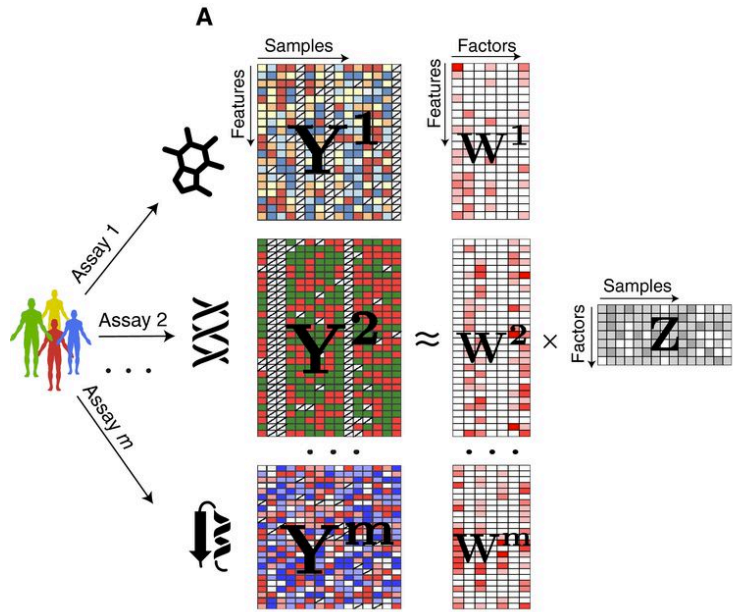 A
Samples
Features
Y¹
Factors
Features
W¹
Assay 1
Assay 2
. . .
Assay m
Y²
≈
W²
×
Samples
Factors
Z
. . .
. . .
Yᵐ
Wᵐ